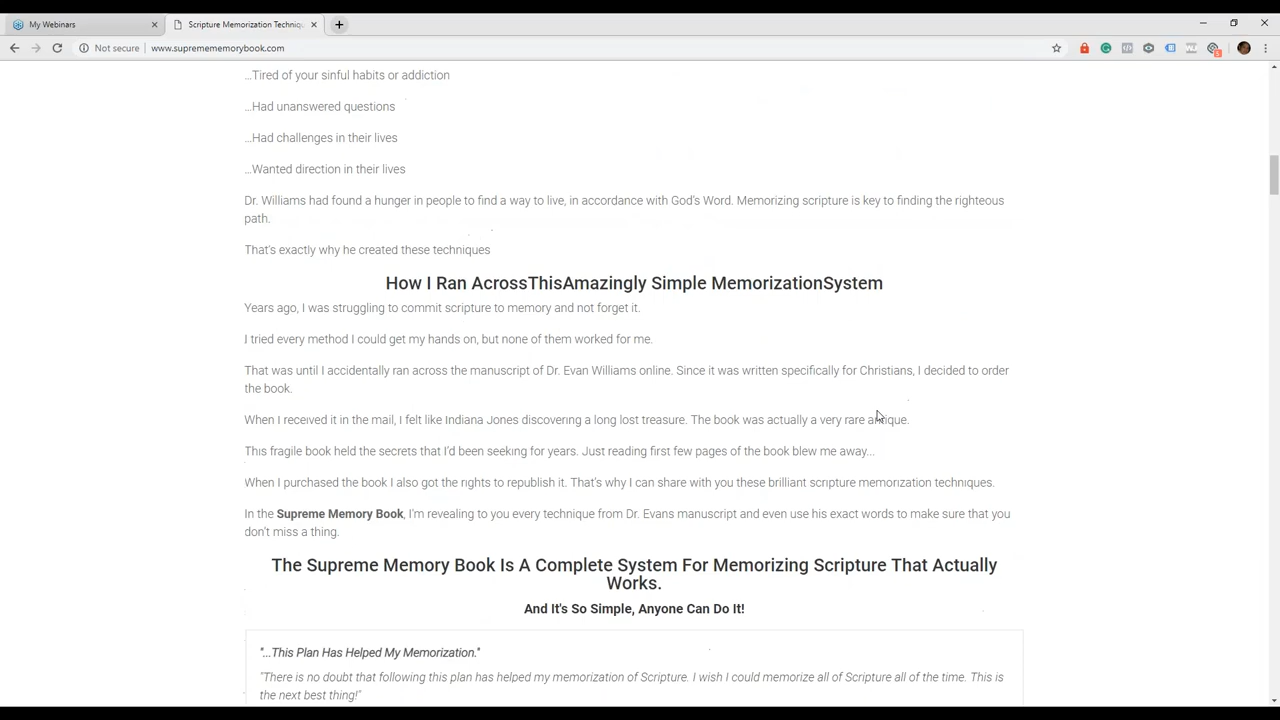 My Webinars
Scripture Memorization Techniqu
Not secure
www.suprememorybook.com
...Tired of your sinful habits or addiction
...Had unanswered questions
...Had challenges in their lives
...Wanted direction in their lives
Dr. Williams had found a hunger in people to find a way to live, in accordance with God's Word. Memorizing scripture is key to finding the righteous
path.
That's exactly why he created these techniques
How I Ran AcrossThisAmazingly Simple MemorizationSystem
Years ago, I was struggling to commit scripture to memory and not forget it.
I tried every method I could get my hands on, but none of them worked for me.
That was until I accidentally ran across the manuscript of Dr. Evan Williams online. Since it was written specifically for Christians, I decided to order
the book.
When I received it in the mail, I felt like Indiana Jones discovering a long lost treasure. The book was actually a very rare antique.
This fragile book held the secrets that I'd been seeking for years. Just reading first few pages of the book blew me away...
When I purchased the book I also got the rights to republish it. That's why I can share with you these brilliant scripture memorization techniques.
In the Supreme Memory Book, I'm revealing to you every technique from Dr. Evans manuscript and even use his exact words to make sure that you
don't miss a thing.
The Supreme Memory Book Is A Complete System For Memorizing Scripture That Actually
Works.
And It's So Simple, Anyone Can Do It!
"...This Plan Has Helped My Memorization."
"There is no doubt that following this plan has helped my memorization of Scripture. I wish I could memorize all of Scripture all of the time. This is
the next best thing!"